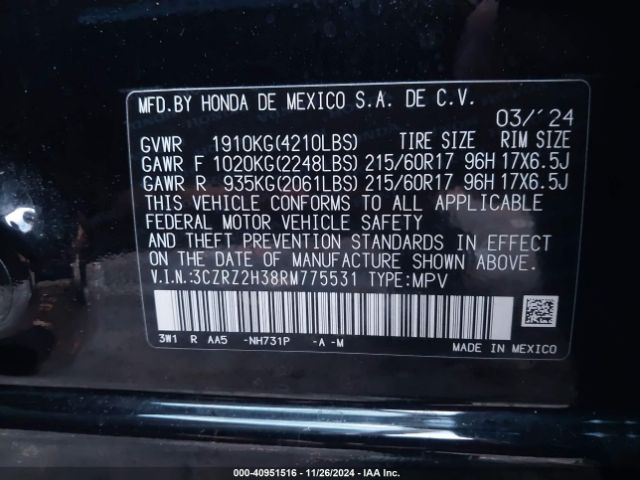 MFD.BY HONDA DE MEXICO S.A. DE C.V.
03/'24
GVWR 1910KG(4210LBS) TIRE SIZE RIM SIZE
GAWR F 1020KG(2248LBS) 215/60R17 96H 17X6.5J
GAWR R 935KG(2061LBS) 215/60R17 96H 17X6.5J
THIS VEHICLE CONFORMS TO ALL APPLICABLE
FEDERAL MOTOR VEHICLE SAFETY
AND THEFT PREVENTION STANDARDS IN EFFECT
ON THE DATE OF MANUFACTURE SHOWN ABOVE.
V.I.N.:3CZRZ2H38RM775531 TYPE:MPV
3W1 R AA5 -NH731P -A -M
MADE IN MEXICO
000-40951516 - 11/26/2024 - IAA Inc.